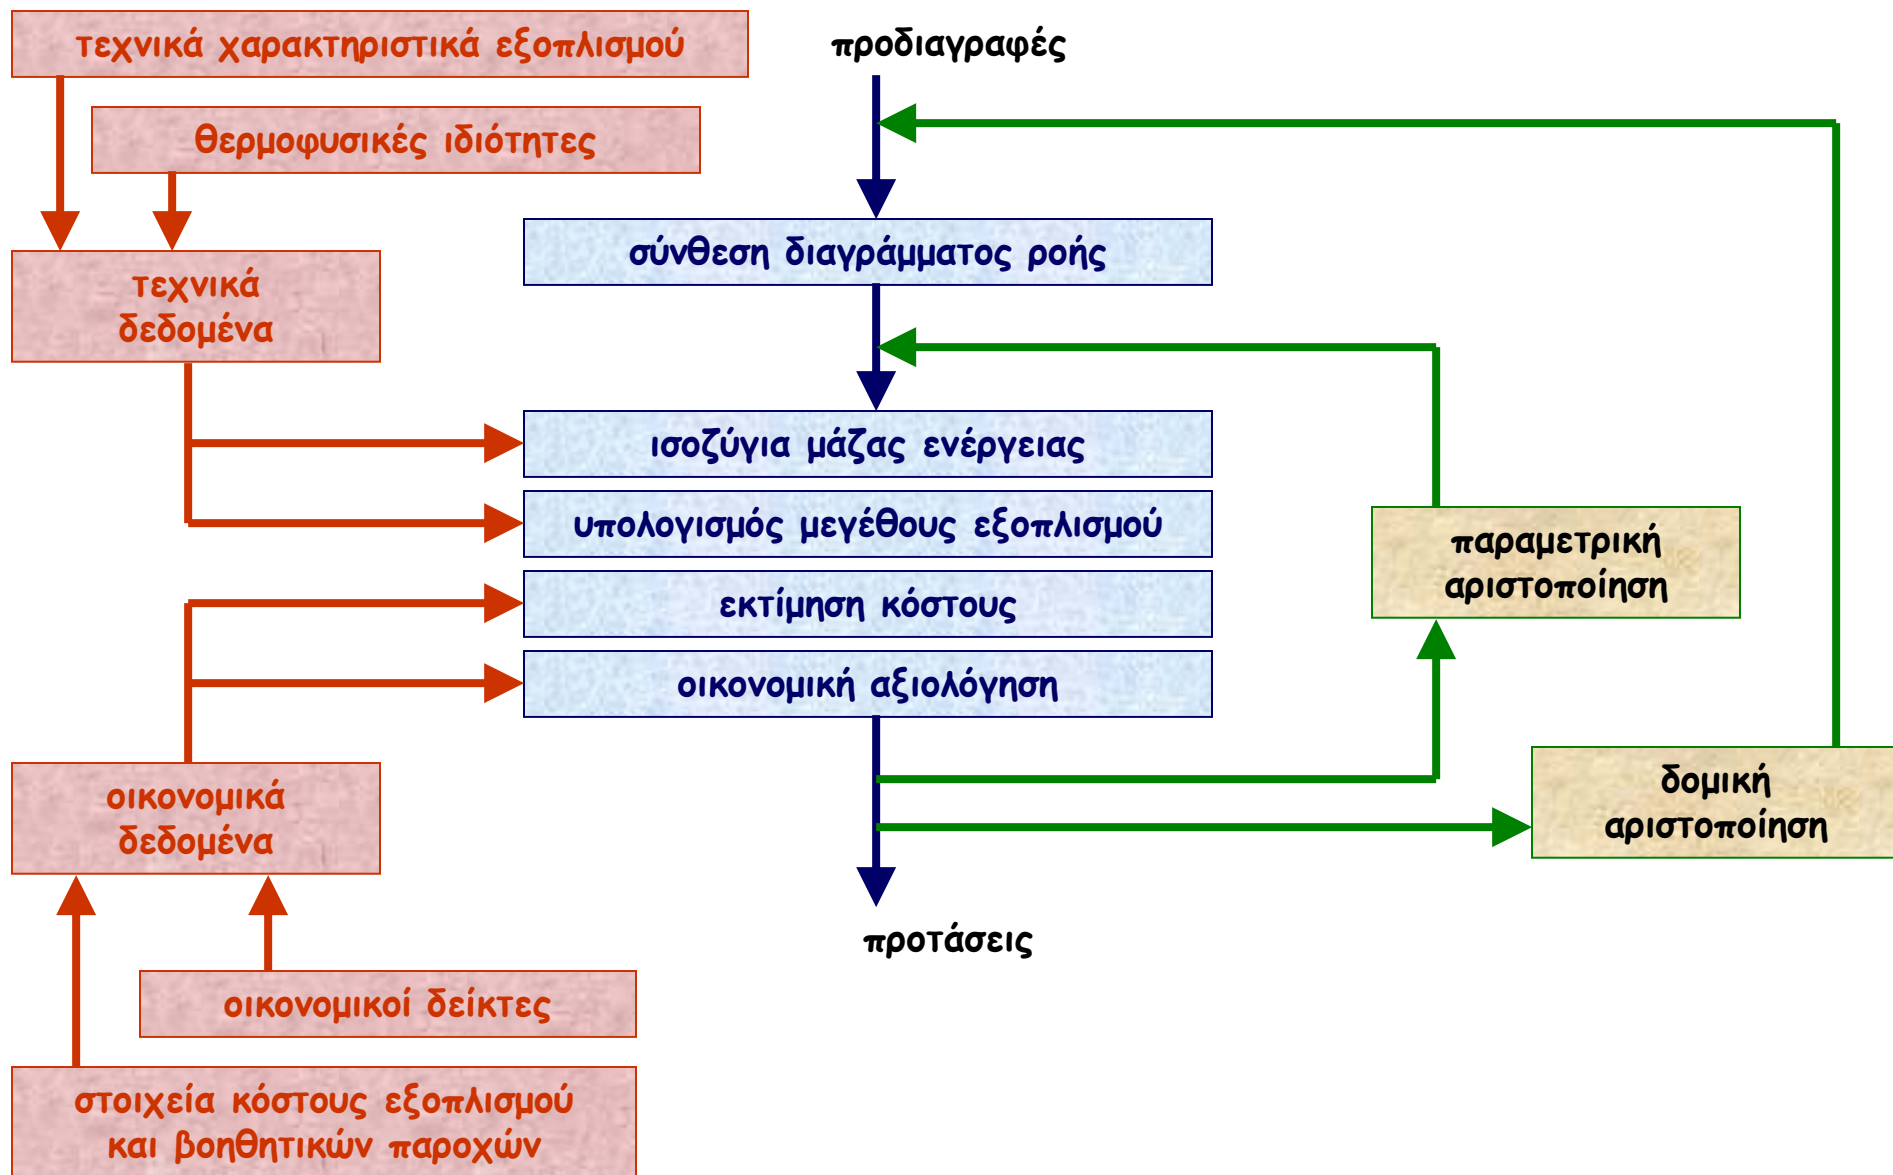 τεχνικά χαρακτηριστικά εξοπλισμού
προδιαγραφές
θερμοφυσικές ιδιότητες
σύνθεση διαγράμματος ροής
τεχνικά
δεδομένα
ισοζύγια μάζας ενέργειας
υπολογισμός μεγέθους εξοπλισμού
παραμετρική
αριστοποίηση
εκτίμηση κόστους
οικονομική αξιολόγηση
οικονομικά
δεδομένα
δομική
αριστοποίηση
προτάσεις
οικονομικοί δείκτες
στοιχεία κόστους εξοπλισμού
και βοηθητικών παροχών